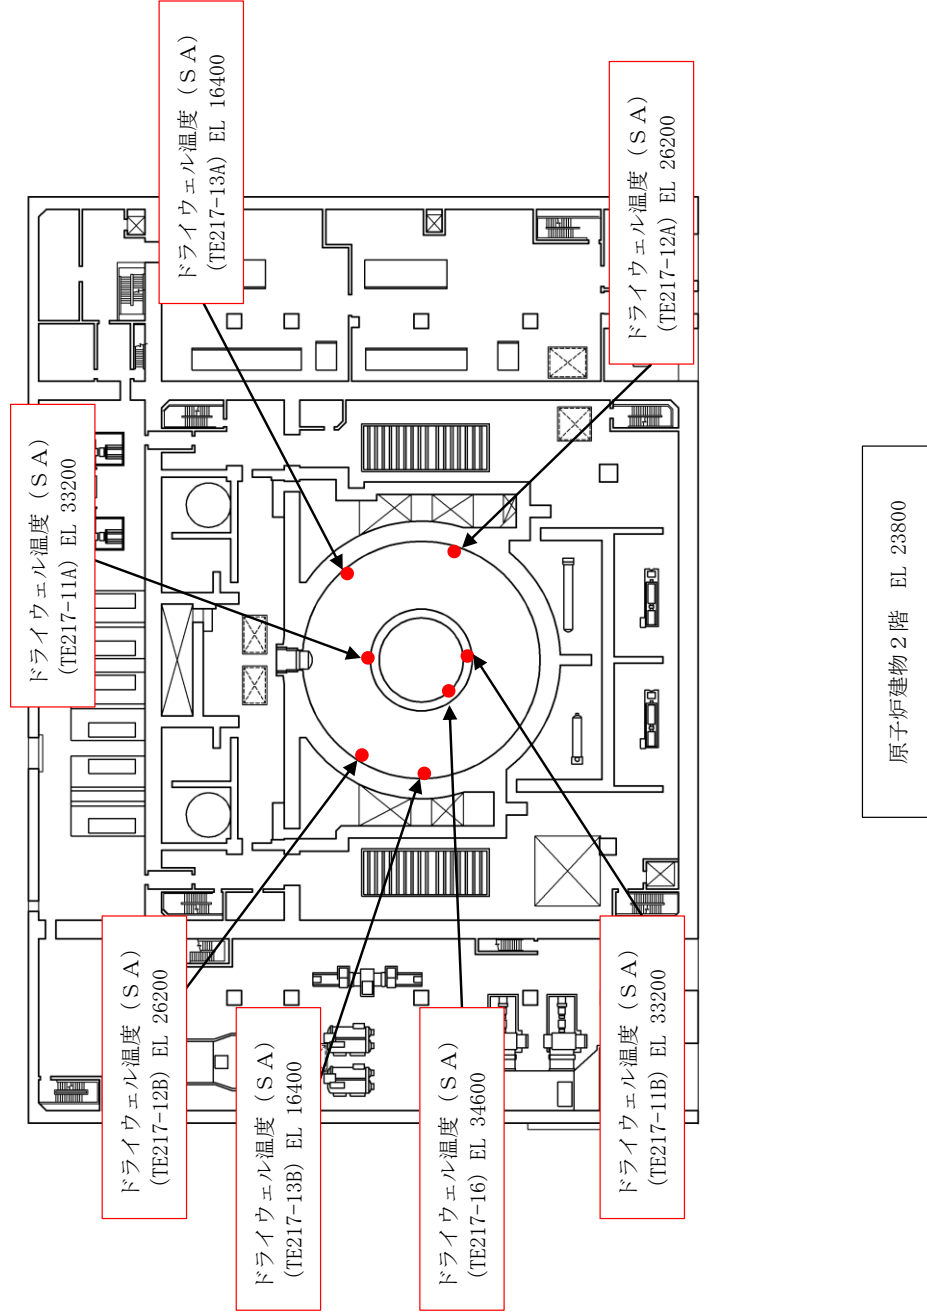 ドライウェル温度（ＳＡ）
(TE217-11A) EL 33200
ドライウェル温度（ＳＡ）
(TE217-13A) EL 16400
ドライウェル温度（ＳＡ）
(TE217-12A) EL 26200
ドライウェル温度（ＳＡ）
(TE217-12B) EL 26200
ドライウェル温度（ＳＡ）
(TE217-13B) EL 16400
ドライウェル温度（ＳＡ）
(TE217-16) EL 34600
ドライウェル温度（ＳＡ）
(TE217-11B) EL 33200
原子炉建物２階　EL 23800